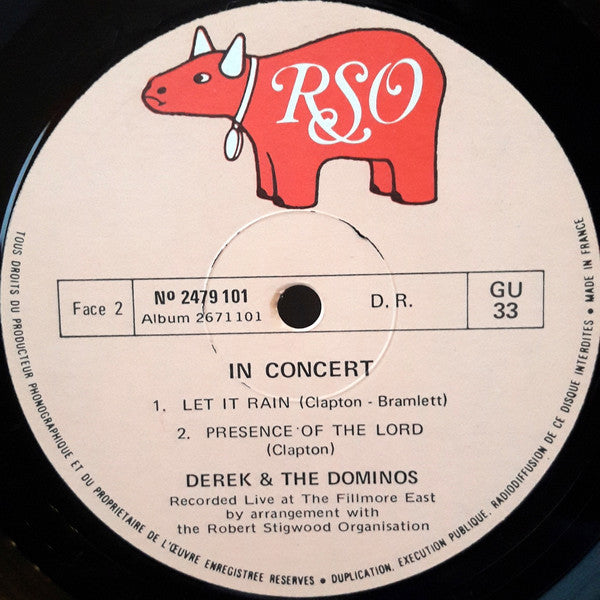 RSO
Face 2
Nº 2479101
Album 2671101
D. R.
GU
33
IN CONCERT
1. LET IT RAIN (Clapton - Bramlett)
2. PRESENCE OF THE LORD
(Clapton)
DEREK & THE DOMINOS
Recorded Live at The Fillmore East
by arrangement with
the Robert Stigwood Organisation
TOUS DROITS DU PRODUCTEUR PHONOGRAPHIQUE ET DU PROPRIETAIRE DE L'ŒUVRE ENREGISTREE RESERVES • DUPLICATION, EXECUTION PUBLIQUE, RADIODIFFUSION DE CE DISQUE INTERDITES • MADE IN FRANCE